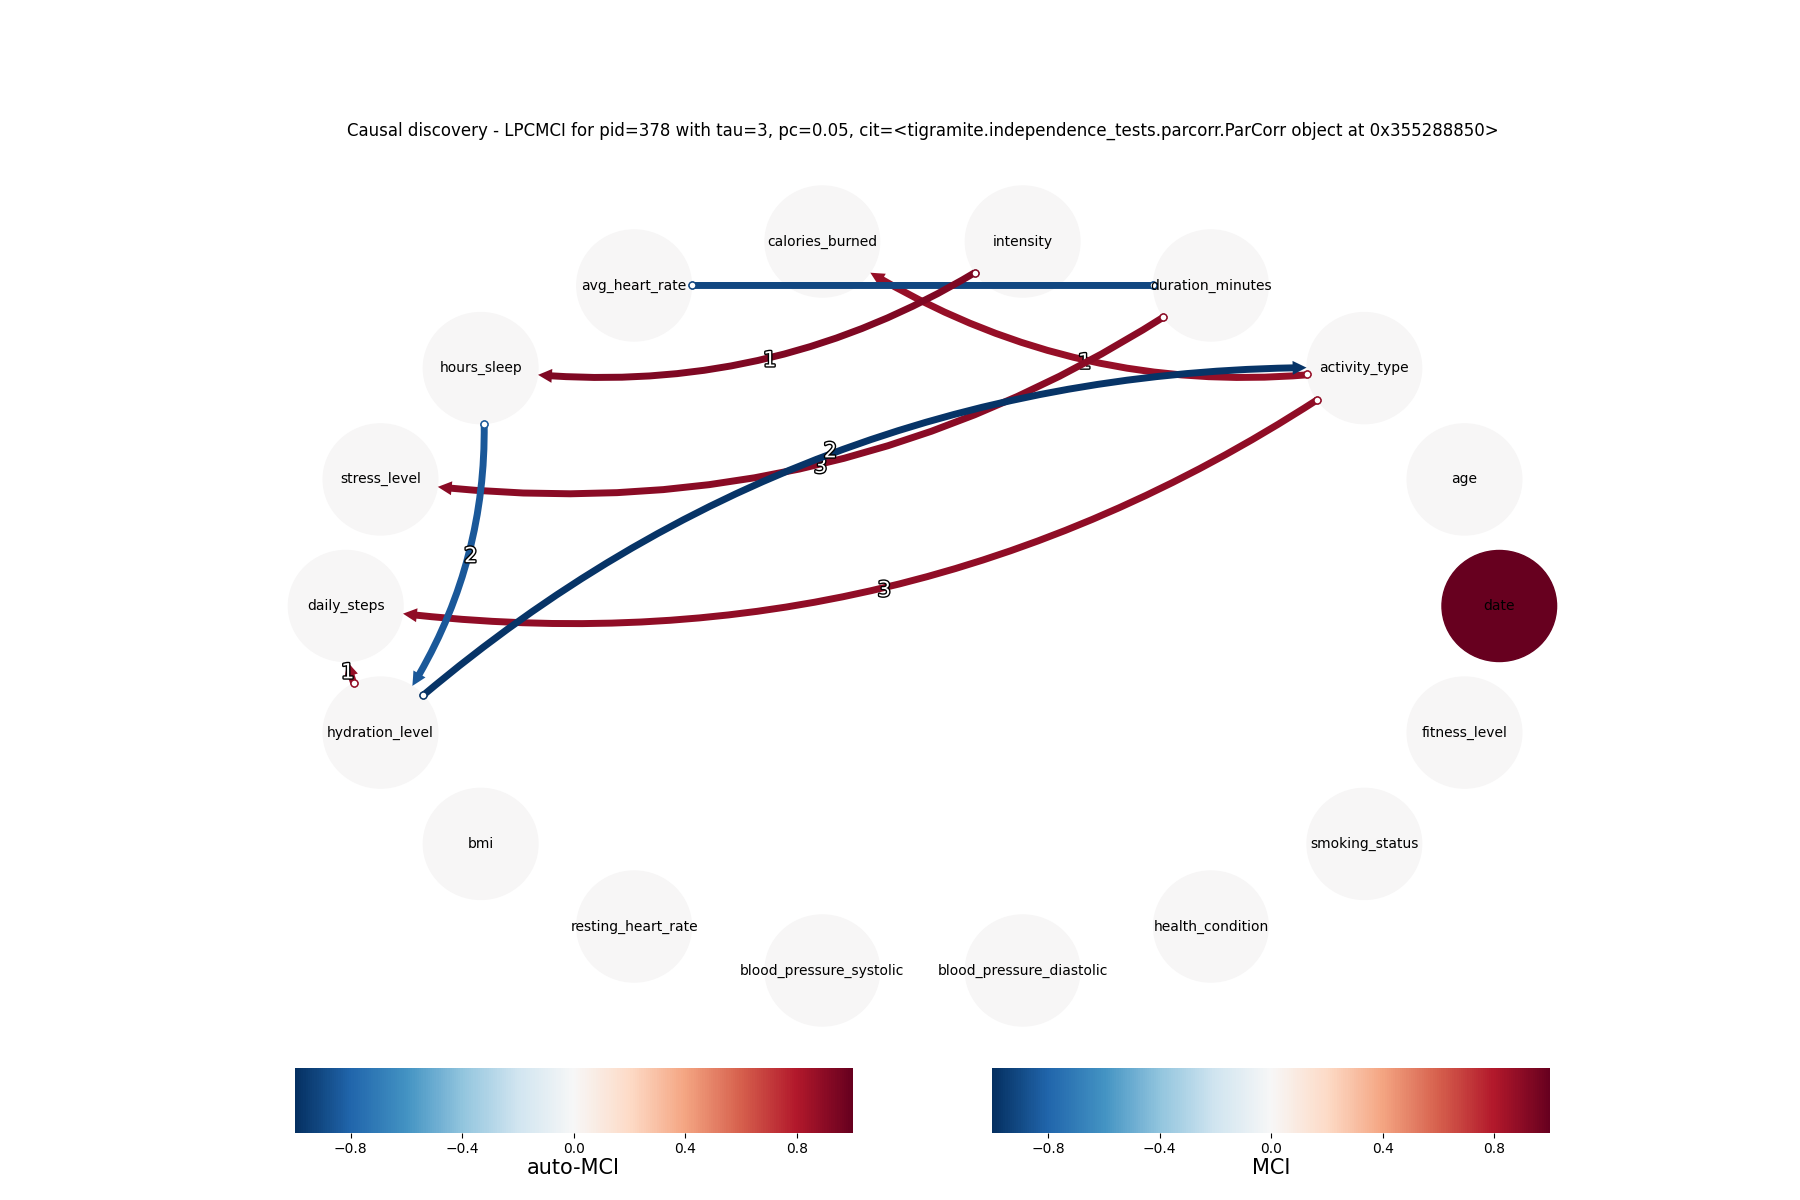 Causal discovery - LPCMCI for pid=378 with tau=3, pc=0.05, cit=<tigramite.independence_tests.parcorr.ParCorr object at 0x355288850>
calories_burned
intensity
avg_heart_rate
duration_minutes
1
1
hours_sleep
activity_type
2
3
stress_level
age
2
3
daily_steps
date
1
hydration_level
fitness_level
bmi
smoking_status
resting_heart_rate
health_condition
blood_pressure_systolic
blood_pressure_diastolic
−0.8 −0.4 0.0 0.4 0.8
auto-MCI
−0.8 −0.4 0.0 0.4 0.8
MCI